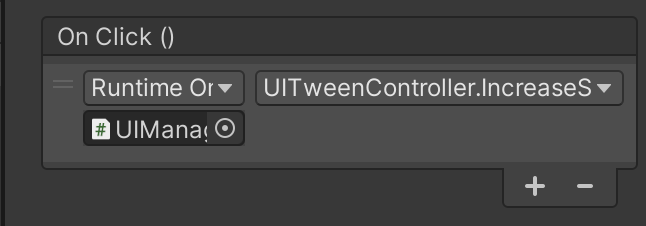 On Click ()
Runtime Or UITweenController.IncreaseS
# UIManag